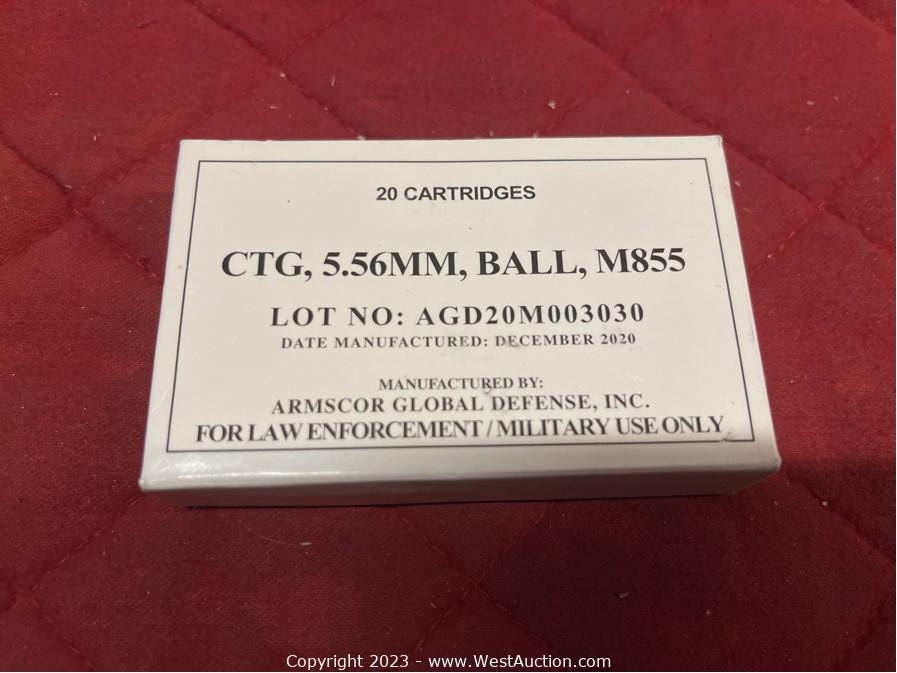 20 CARTRIDGES
CTG, 5.56MM, BALL, M855
LOT NO: AGD20M003030
DATE MANUFACTURED: DECEMBER 2020
MANUFACTURED BY:
ARMSCOR GLOBAL DEFENSE, INC.
FOR LAW ENFORCEMENT / MILITARY USE ONLY
Copyright 2023 - www.WestAuction.com